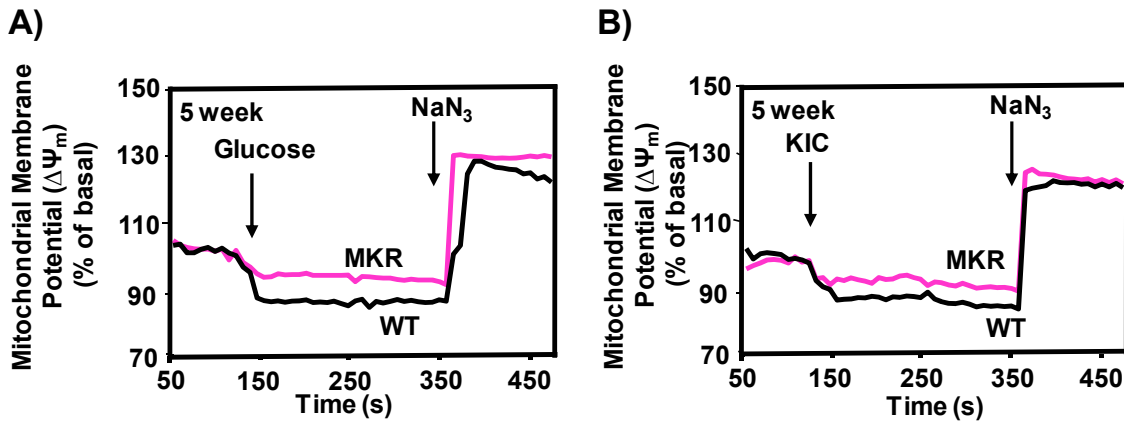 A)
Mitochondrial Membrane
Potential (ΔΨm)
(% of basal)
150
130
110
90
70
5 week
Glucose
NaN3
MKR
WT
50
150
250
350
450
Time (s)
B)
Mitochondrial Membrane
Potential (ΔΨm)
(% of basal)
150
130
110
90
70
5 week
KIC
NaN3
MKR
WT
50
150
250
350
450
Time (s)